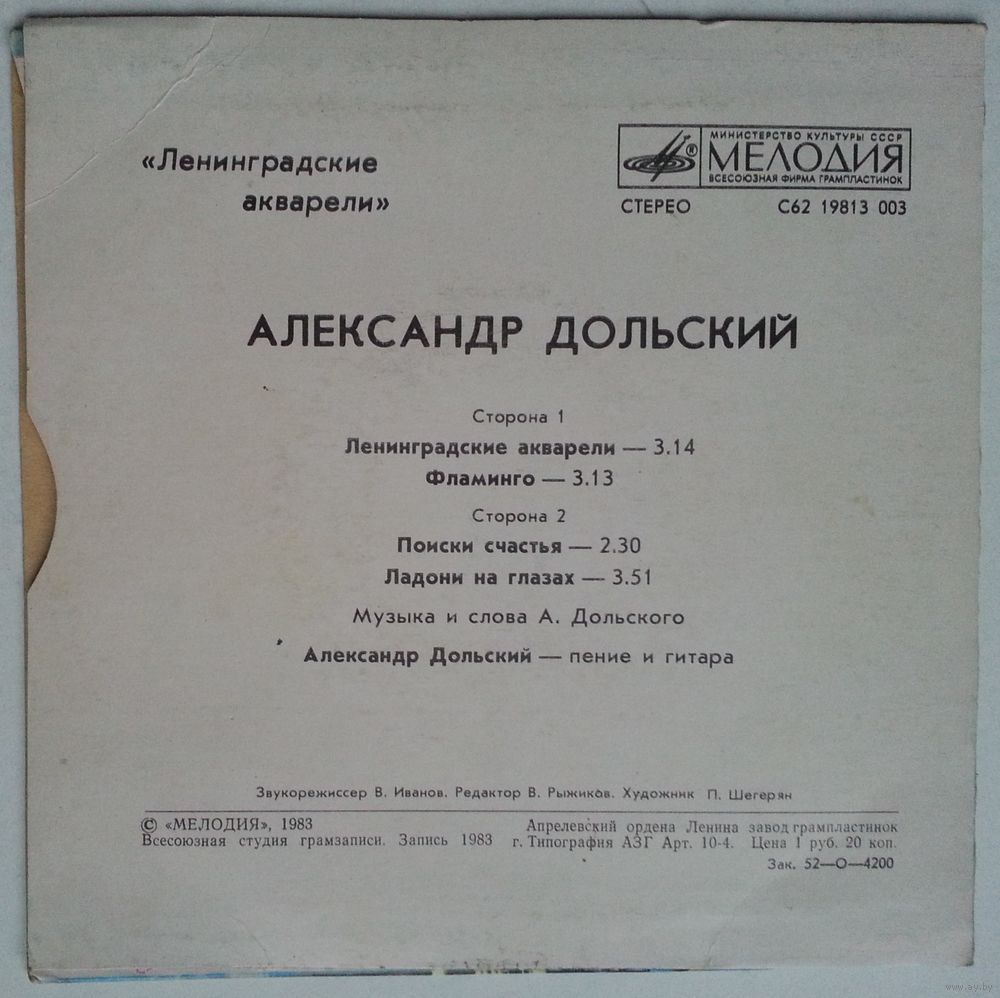 «Ленинградские
акварели»
МИНИСТЕРСТВО КУЛЬТУРЫ СССР
МЕЛОДИЯ
ВСЕСОЮЗНАЯ ФИРМА ГРАМПЛАСТИНОК
®
СТЕРЕО С62 19813 003
АЛЕКСАНДР ДОЛЬСКИЙ
Сторона 1
Ленинградские акварели — 3.14
Фламинго — 3.13
Сторона 2
Поиски счастья — 2.30
Ладони на глазах — 3.51
Музыка и слова А. Дольского
Александр Дольский — пение и гитара
Звукорежиссер В. Иванов. Редактор В. Рыжиков. Художник П. Шегерян
© «МЕЛОДИЯ», 1983 Апрелевский ордена Ленина завод грампластинок
Всесоюзная студия грамзаписи. Запись 1983 г. Типография АЗГ Арт. 10-4. Цена 1 руб. 20 коп.
Зак. 52—О—4200
www.ay.by